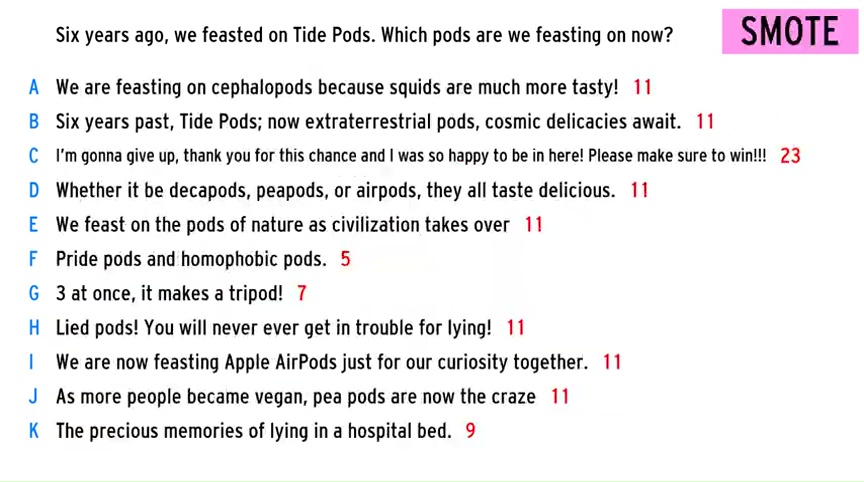 Six years ago, we feasted on Tide Pods. Which pods are we feasting on now?
SMOTE
A We are feasting on cephalopods because squids are much more tasty! 11
B Six years past, Tide Pods; now extraterrestrial pods, cosmic delicacies await. 11
C I'm gonna give up, thank you for this chance and I was so happy to be in here! Please make sure to win!!! 23
D Whether it be decapods, peapods, or airpods, they all taste delicious. 11
E We feast on the pods of nature as civilization takes over 11
F Pride pods and homophobic pods. 5
G 3 at once, it makes a tripod! 7
H Lied pods! You will never ever get in trouble for lying! 11
I We are now feasting Apple AirPods just for our curiosity together. 11
J As more people became vegan, pea pods are now the craze 11
K The precious memories of lying in a hospital bed. 9